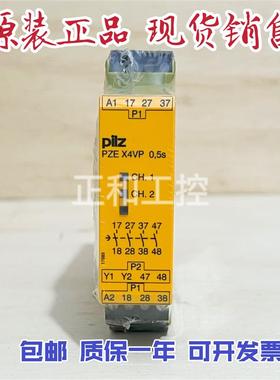 原装正品 现货销售
A1 17 27 37
P1
pilz
PZE X4VP 0,5s
CH. 1
CH. 2
17 27 37 47
18 28 38 48
P2
Y1 Y2 47 48
P1
A2 18 28 38
正和工控
包邮 质保一年 可开发票